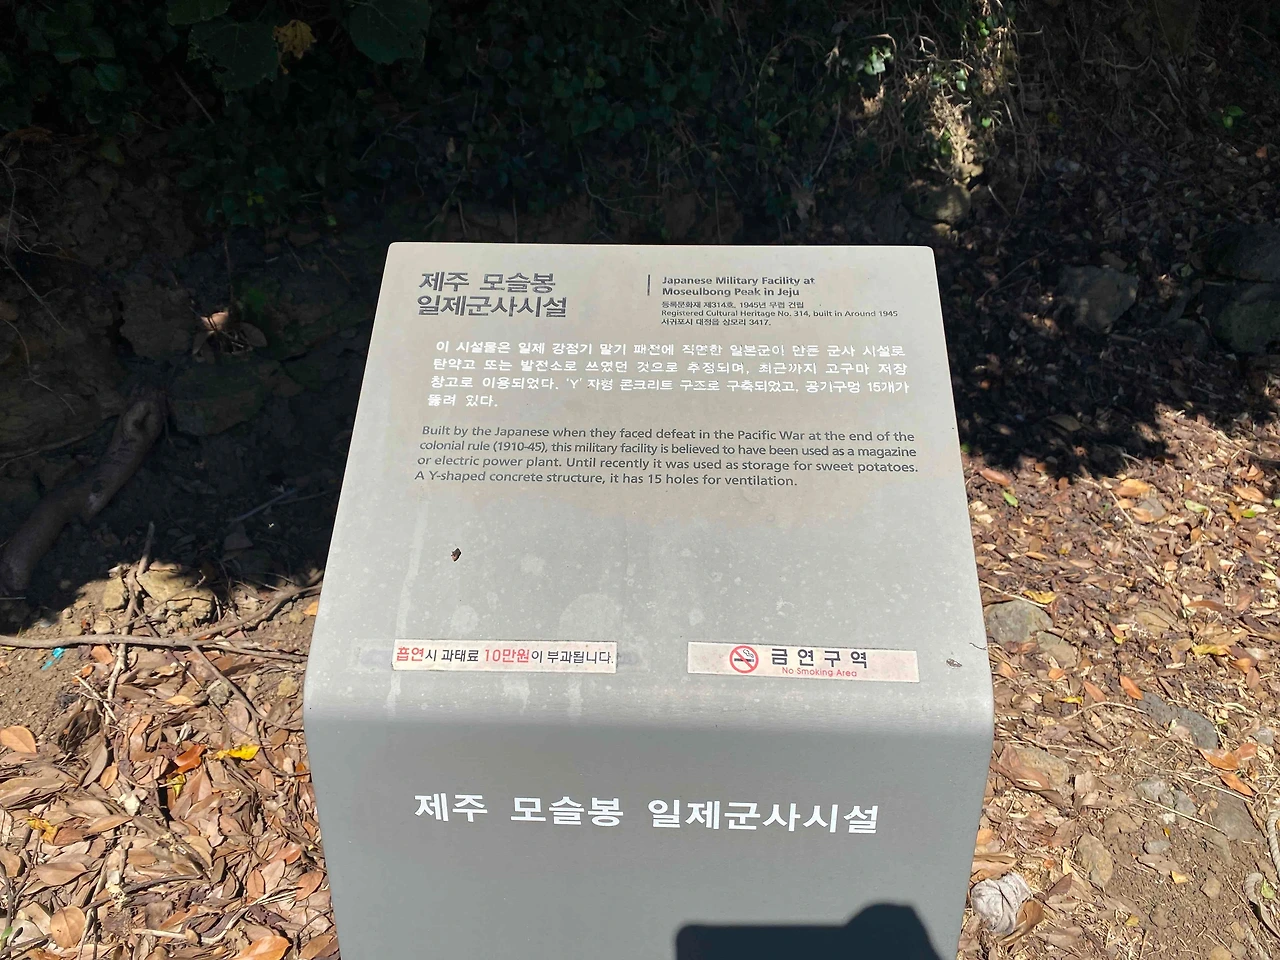 제주 모슬봉
일제군사시설
Japanese Military Facility at
Moseulbong Peak in Jeju
등록문화재 제314호, 1945년 무렵 건립
Registered Cultural Heritage No. 314, built in Around 1945
서귀포시 대정읍 상모리 3417.
이 시설물은 일제 강점기 말기 패전에 직면한 일본군이 만든 군사 시설로
탄약고 또는 발전소로 쓰였던 것으로 추정되며, 최근까지 고구마 저장
창고로 이용되었다. 'Y' 자형 콘크리트 구조로 구축되었고, 공기구멍 15개가
뚫려 있다.
Built by the Japanese when they faced defeat in the Pacific War at the end of the
colonial rule (1910-45), this military facility is believed to have been used as a magazine
or electric power plant. Until recently it was used as storage for sweet potatoes.
A Y-shaped concrete structure, it has 15 holes for ventilation.
흡연시 과태료 10만원이 부과됩니다.
금연구역
No Smoking Area
제주 모슬봉 일제군사시설